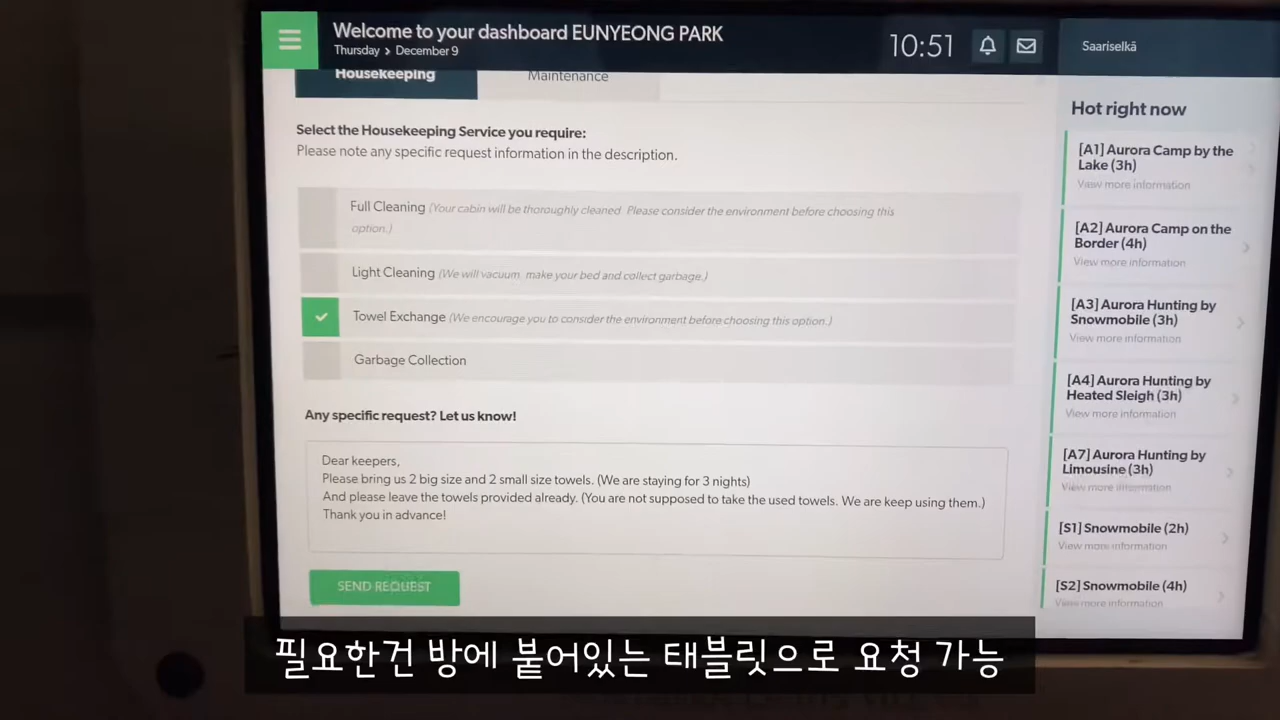 Welcome to your dashboard EUNYEONG PARK
Thursday > December 9
10:51
Saariselkä
Housekeeping
Maintenance
Select the Housekeeping Service you require:
Please note any specific request information in the description.
Full Cleaning (Your cabin will be thoroughly cleaned. Please consider the environment before choosing this
option.)
Light Cleaning (We will vacuum, make your bed and collect garbage.)
Towel Exchange (We encourage you to consider the environment before choosing this option.)
Garbage Collection
Any specific request? Let us know!
Dear keepers,
Please bring us 2 big size and 2 small size towels. (We are staying for 3 nights)
And please leave the towels provided already. (You are not supposed to take the used towels. We are keep using them.)
Thank you in advance!
SEND REQUEST
Hot right now
[A1] Aurora Camp by the
Lake (3h)
View more information
[A2] Aurora Camp on the
Border (4h)
View more information
[A3] Aurora Hunting by
Snowmobile (3h)
View more information
[A4] Aurora Hunting by
Heated Sleigh (3h)
View more information
[A7] Aurora Hunting by
Limousine (3h)
View more information
[S1] Snowmobile (2h)
View more information
[S2] Snowmobile (4h)
View more information
필요한건 방에 붙어있는 태블릿으로 요청 가능